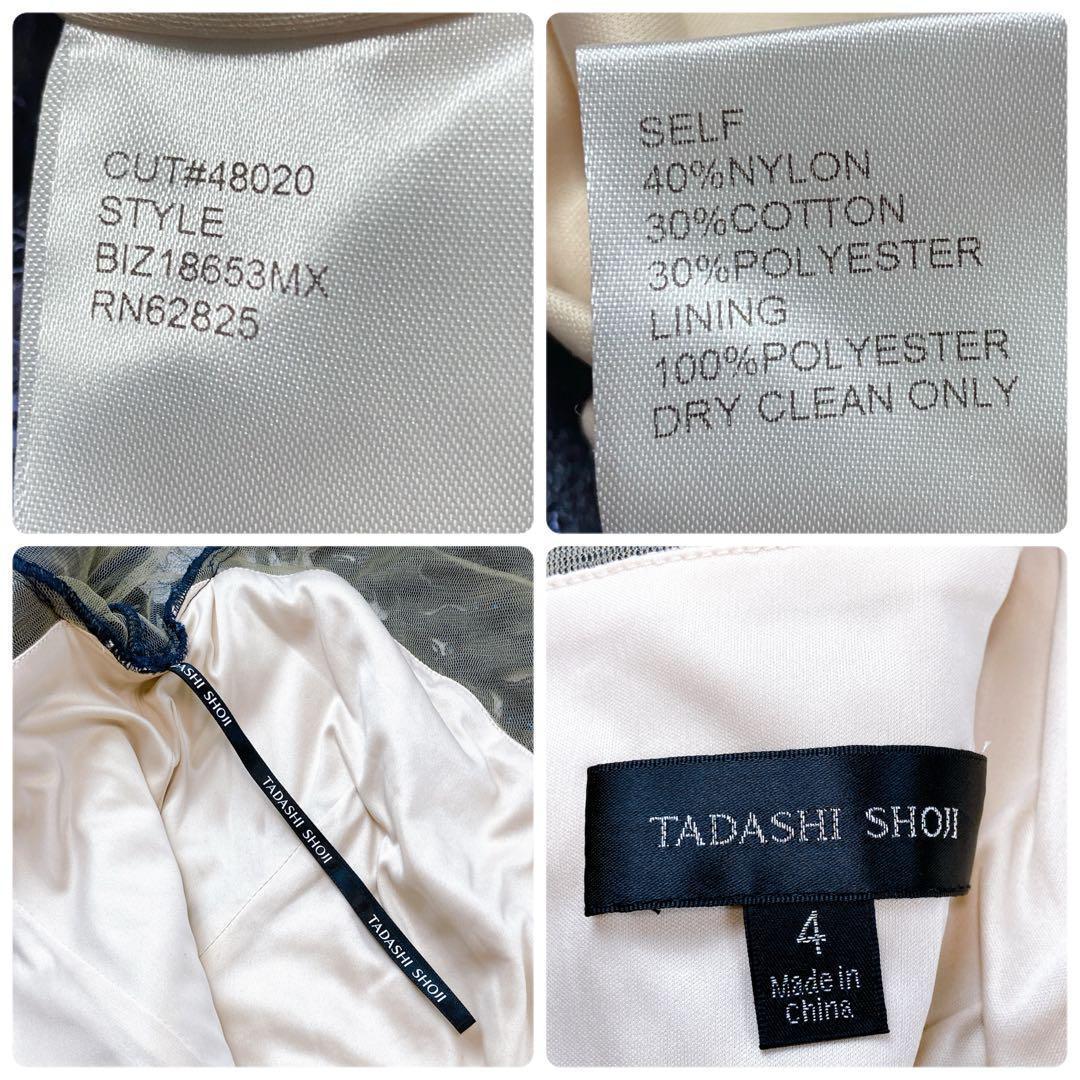 CUT#48020
STYLE
BIZ18653MX
RN62825
SELF
40%NYLON
30%COTTON
30%POLYESTER
LINING
100%POLYESTER
DRY CLEAN ONLY
ASHI SHOJI
TADASHI SHOJI
TADASHI SHOJI
TADASHI SHOJI
4
Made in
China